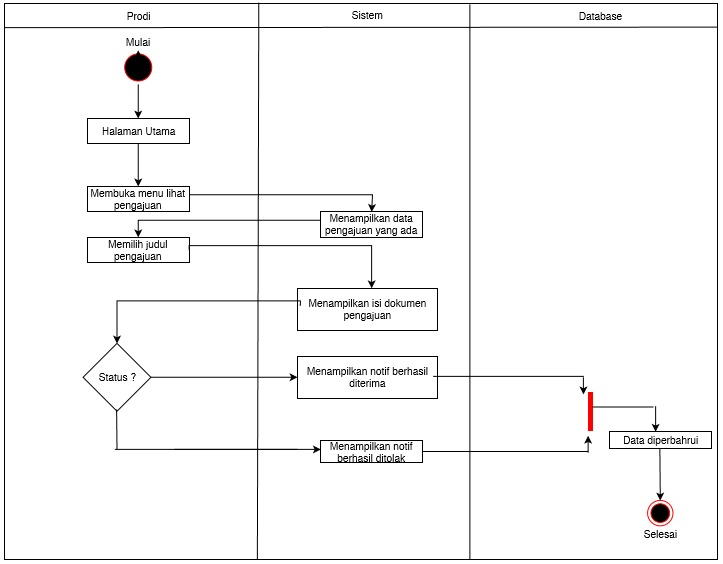 Prodi
Sistem
Database
Mulai
Halaman Utama
Membuka menu lihat
pengajuan
Menampilkan data
pengajuan yang ada
Memilih judul
pengajuan
Menampilkan isi dokumen
pengajuan
Status ?
Menampilkan notif berhasil
diterima
Data diperbahrui
Menampilkan notif
berhasil ditolak
Selesai